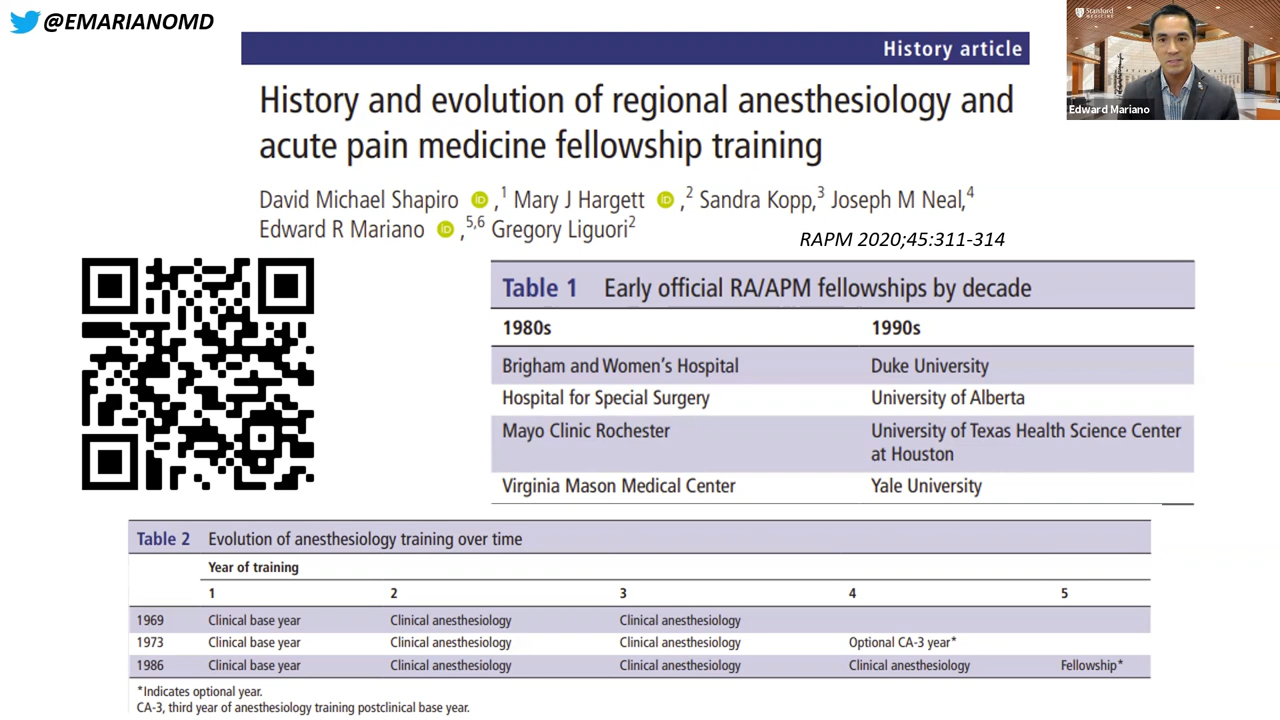 @EMARIANOMD
Stanford
MEDICINE
Edward Mariano
History article
History and evolution of regional anesthesiology and
acute pain medicine fellowship training
David Michael Shapiro iD ,1 Mary J Hargett iD ,2 Sandra Kopp,3 Joseph M Neal,4
Edward R Mariano iD ,5,6 Gregory Liguori2
RAPM 2020;45:311-314
Table 1 Early official RA/APM fellowships by decade
1980s 1990s
Brigham and Women's Hospital Duke University
Hospital for Special Surgery University of Alberta
Mayo Clinic Rochester University of Texas Health Science Center
at Houston
Virginia Mason Medical Center Yale University
Table 2 Evolution of anesthesiology training over time
Year of training
1 2 3 4 5
1969 Clinical base year Clinical anesthesiology Clinical anesthesiology
1973 Clinical base year Clinical anesthesiology Clinical anesthesiology Optional CA-3 year*
1986 Clinical base year Clinical anesthesiology Clinical anesthesiology Clinical anesthesiology Fellowship*
*Indicates optional year.
CA-3, third year of anesthesiology training postclinical base year.